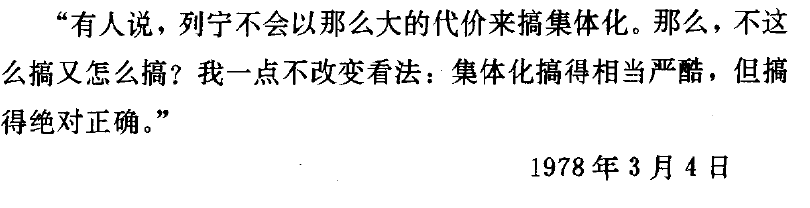 “有人说，列宁不会以那么大的代价来搞集体化。那么，不这
么搞又怎么搞？我一点不改变看法：集体化搞得相当严酷，但搞
得绝对正确。”
1978年3月4日